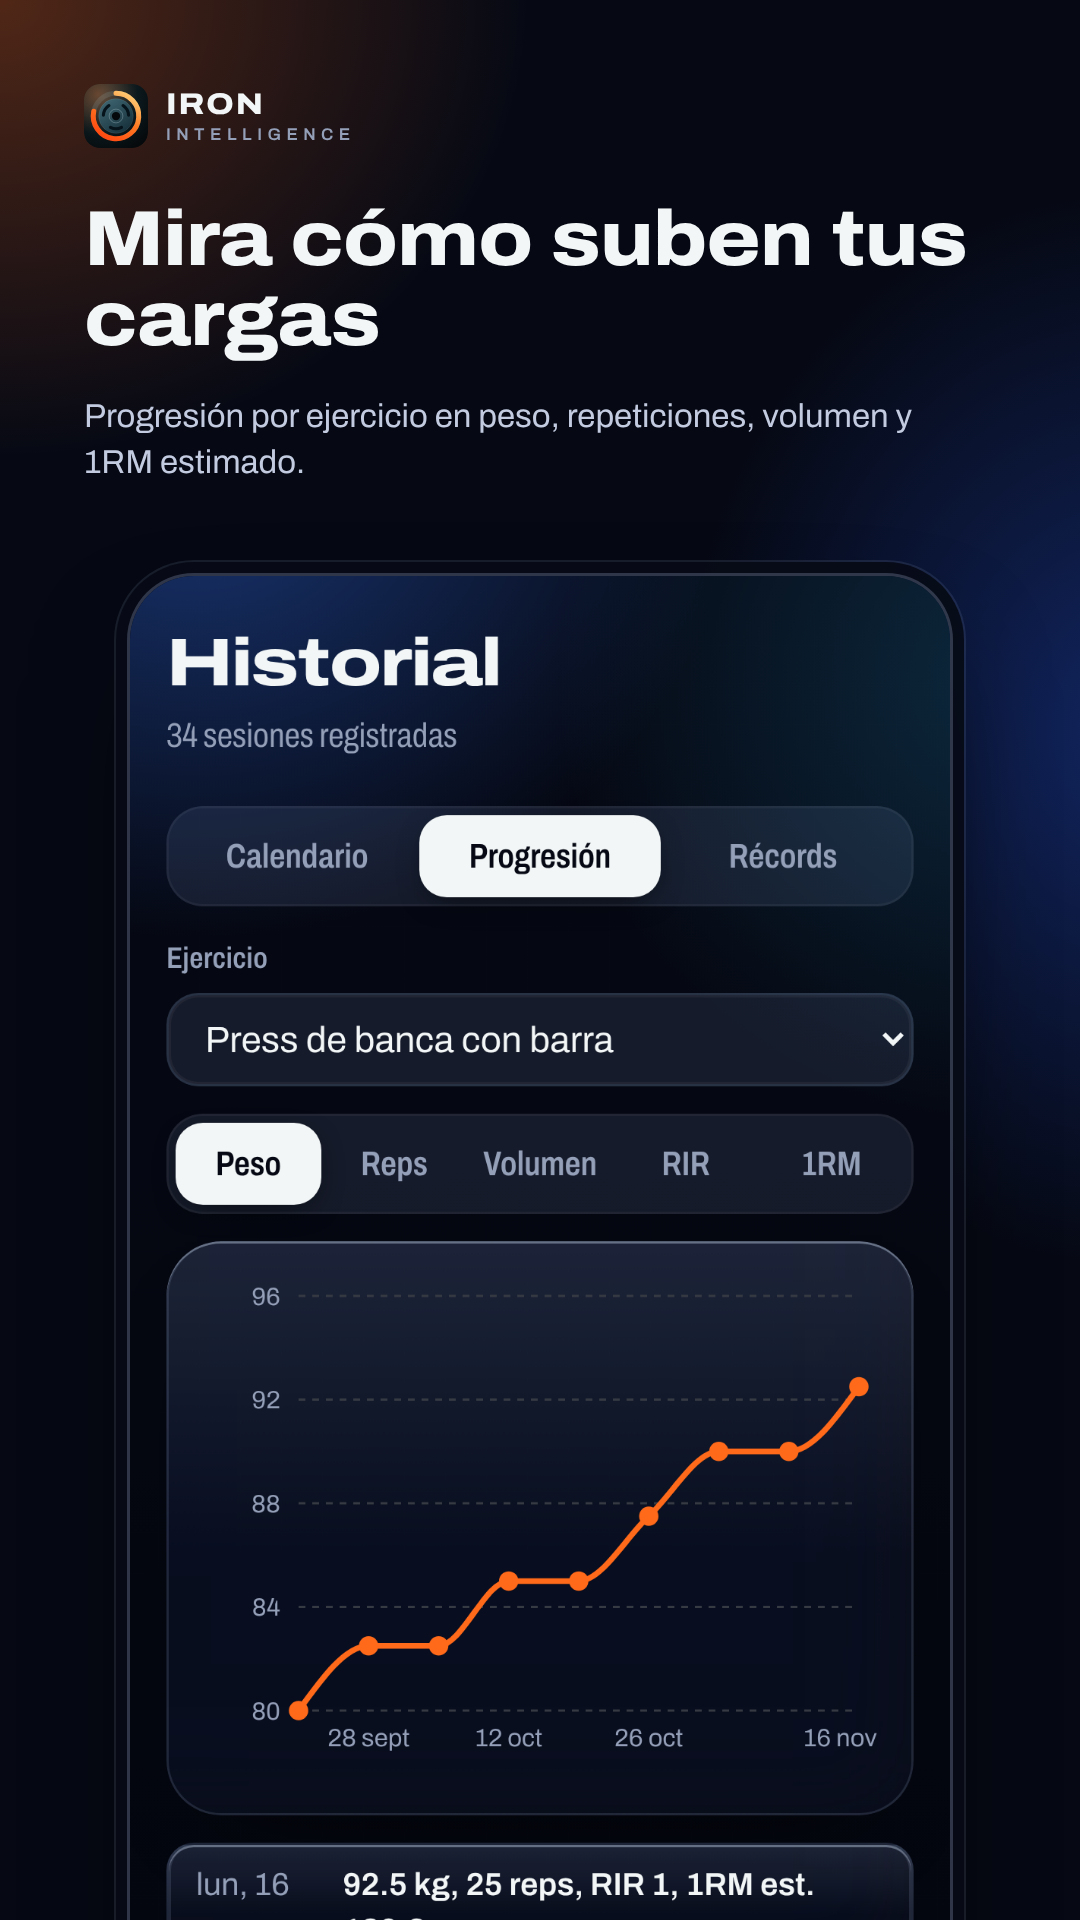 IRON
INTELLIGENCE
Mira cómo suben tus
cargas
Progresión por ejercicio en peso, repeticiones, volumen y
1RM estimado.
Historial
34 sesiones registradas
Calendario Progresión Récords
Ejercicio
Press de banca con barra
Peso Reps Volumen RIR 1RM
96
92
88
84
80
28 sept 12 oct 26 oct 16 nov
lun, 16 92.5 kg, 25 reps, RIR 1, 1RM est.